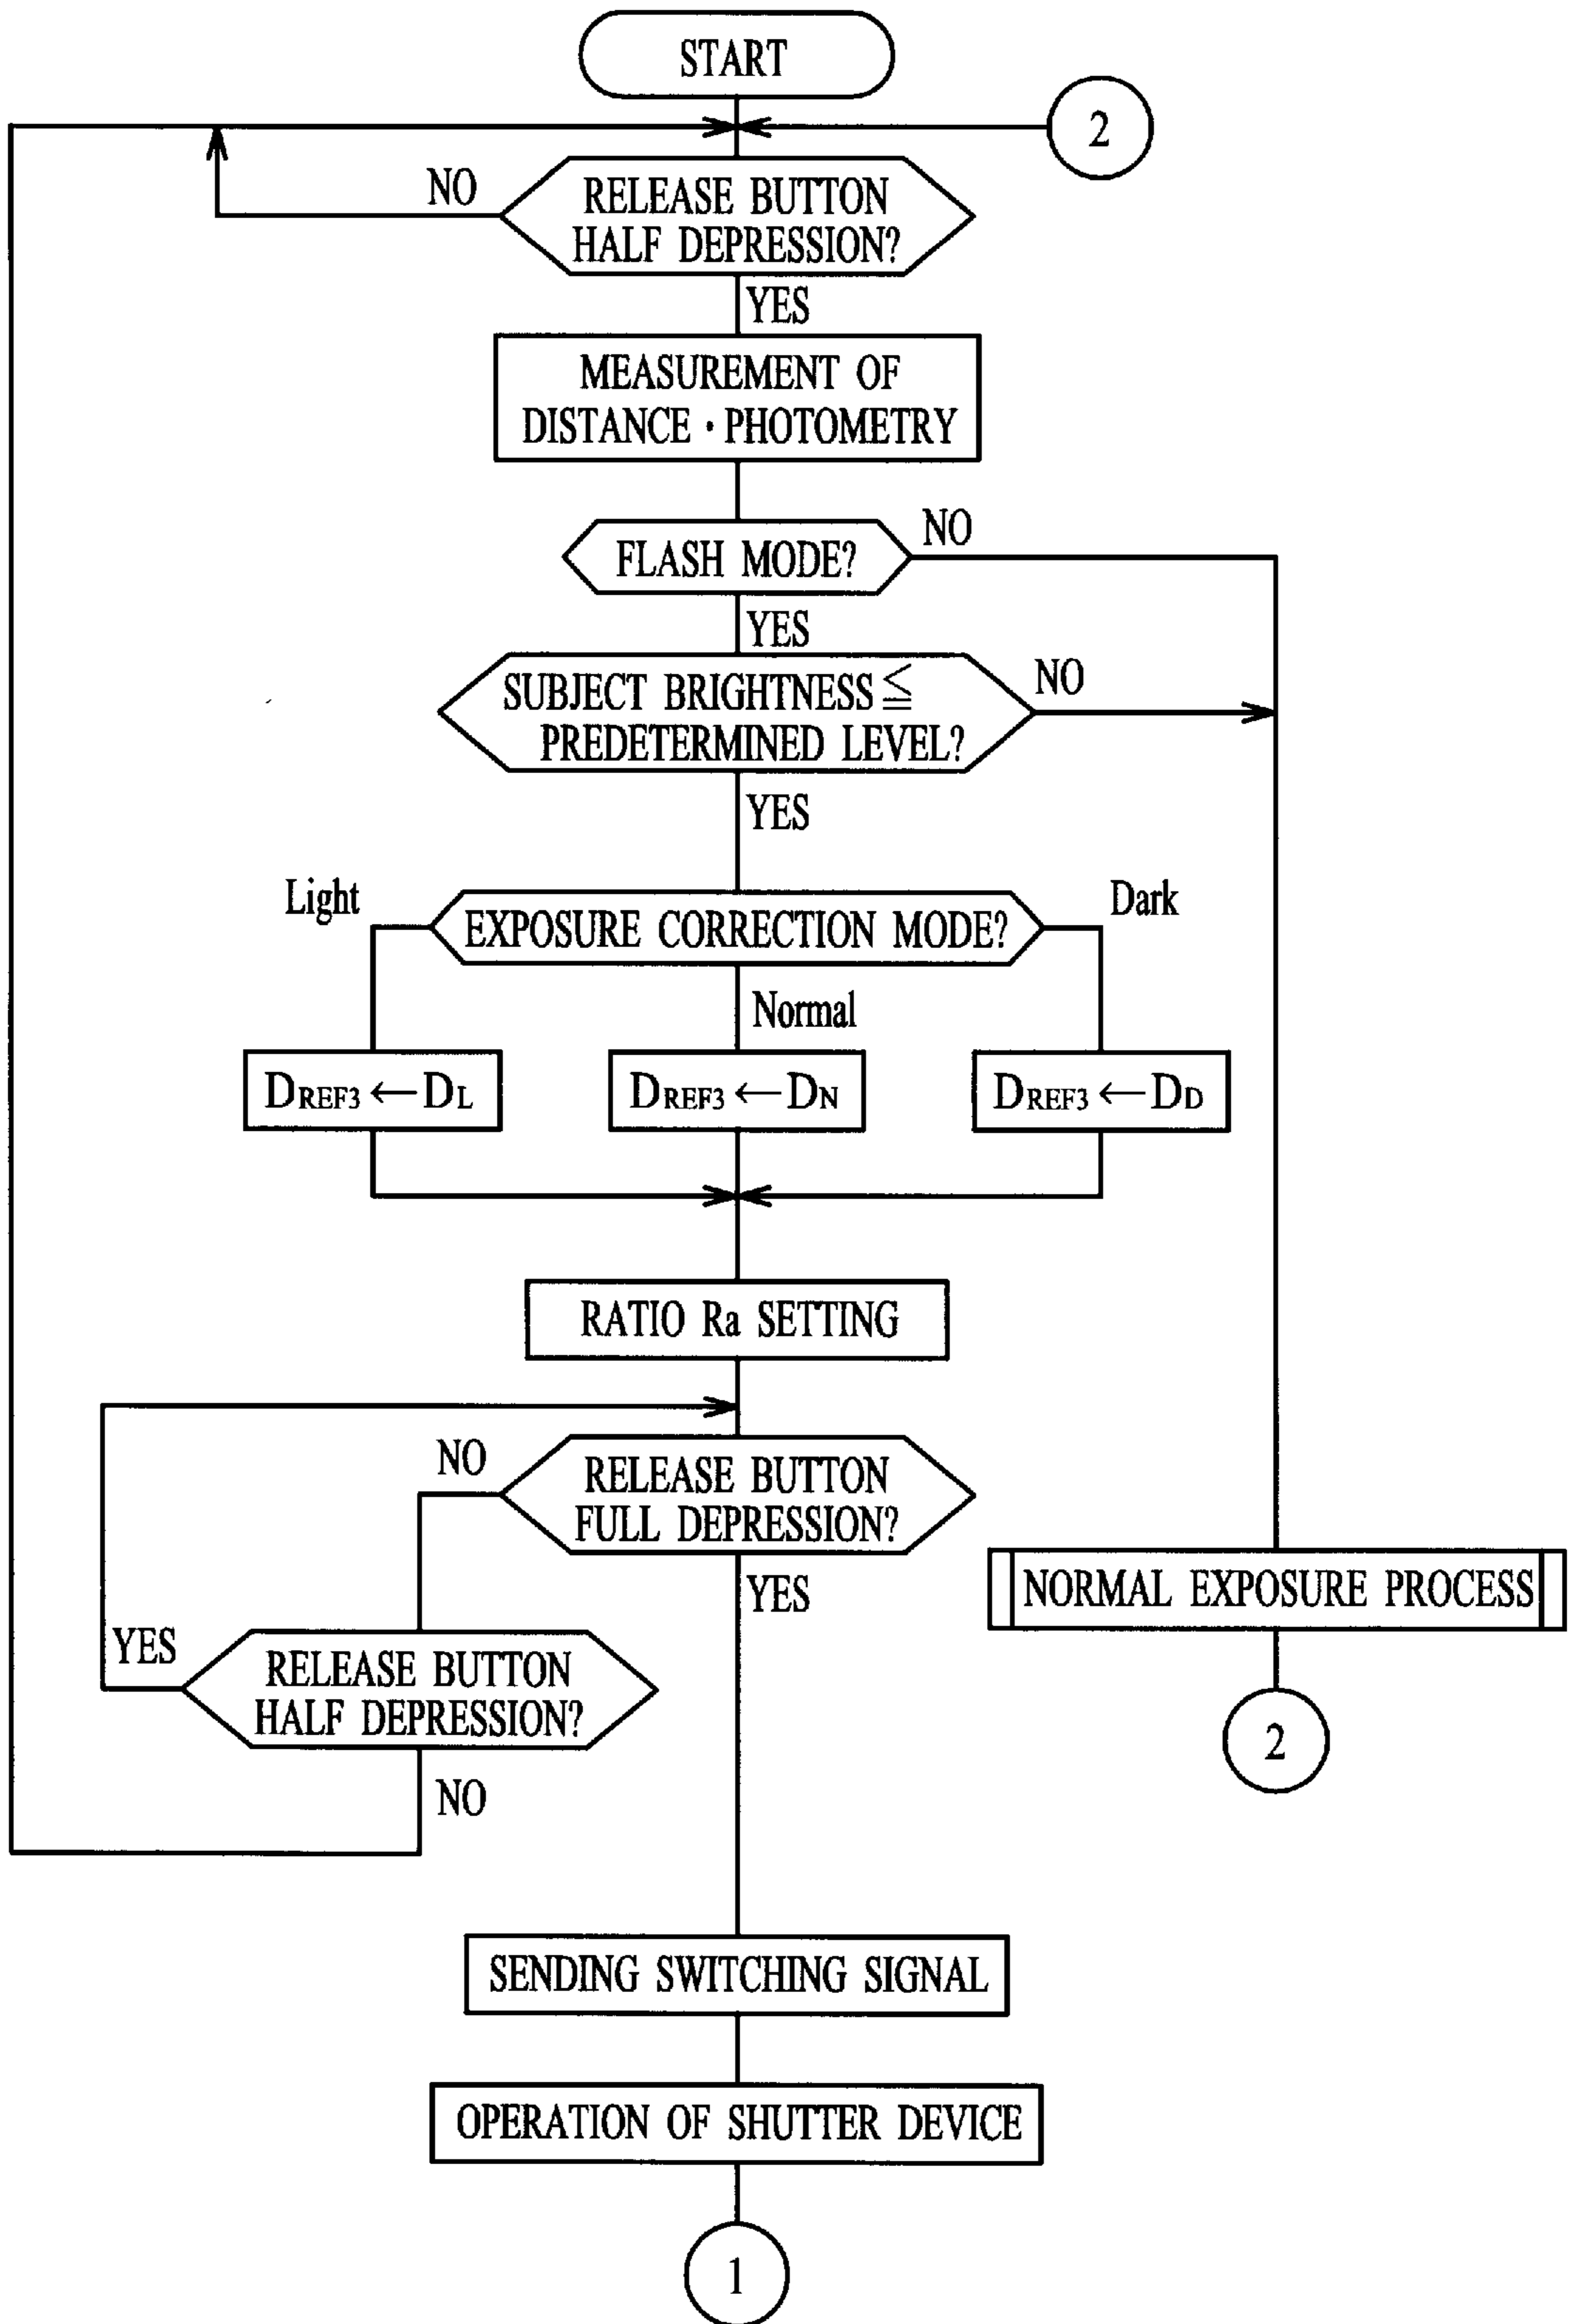 START
2
NO
RELEASE BUTTON
HALF DEPRESSION?
YES
MEASUREMENT OF
DISTANCE・PHOTOMETRY
FLASH MODE?
NO
YES
SUBJECT BRIGHTNESS≦
PREDETERMINED LEVEL?
NO
YES
Light
EXPOSURE CORRECTION MODE?
Dark
Normal
DREF3←DL
DREF3←DN
DREF3←DD
RATIO Ra SETTING
NO
RELEASE BUTTON
FULL DEPRESSION?
YES
NORMAL EXPOSURE PROCESS
YES
RELEASE BUTTON
HALF DEPRESSION?
NO
2
SENDING SWITCHING SIGNAL
OPERATION OF SHUTTER DEVICE
1